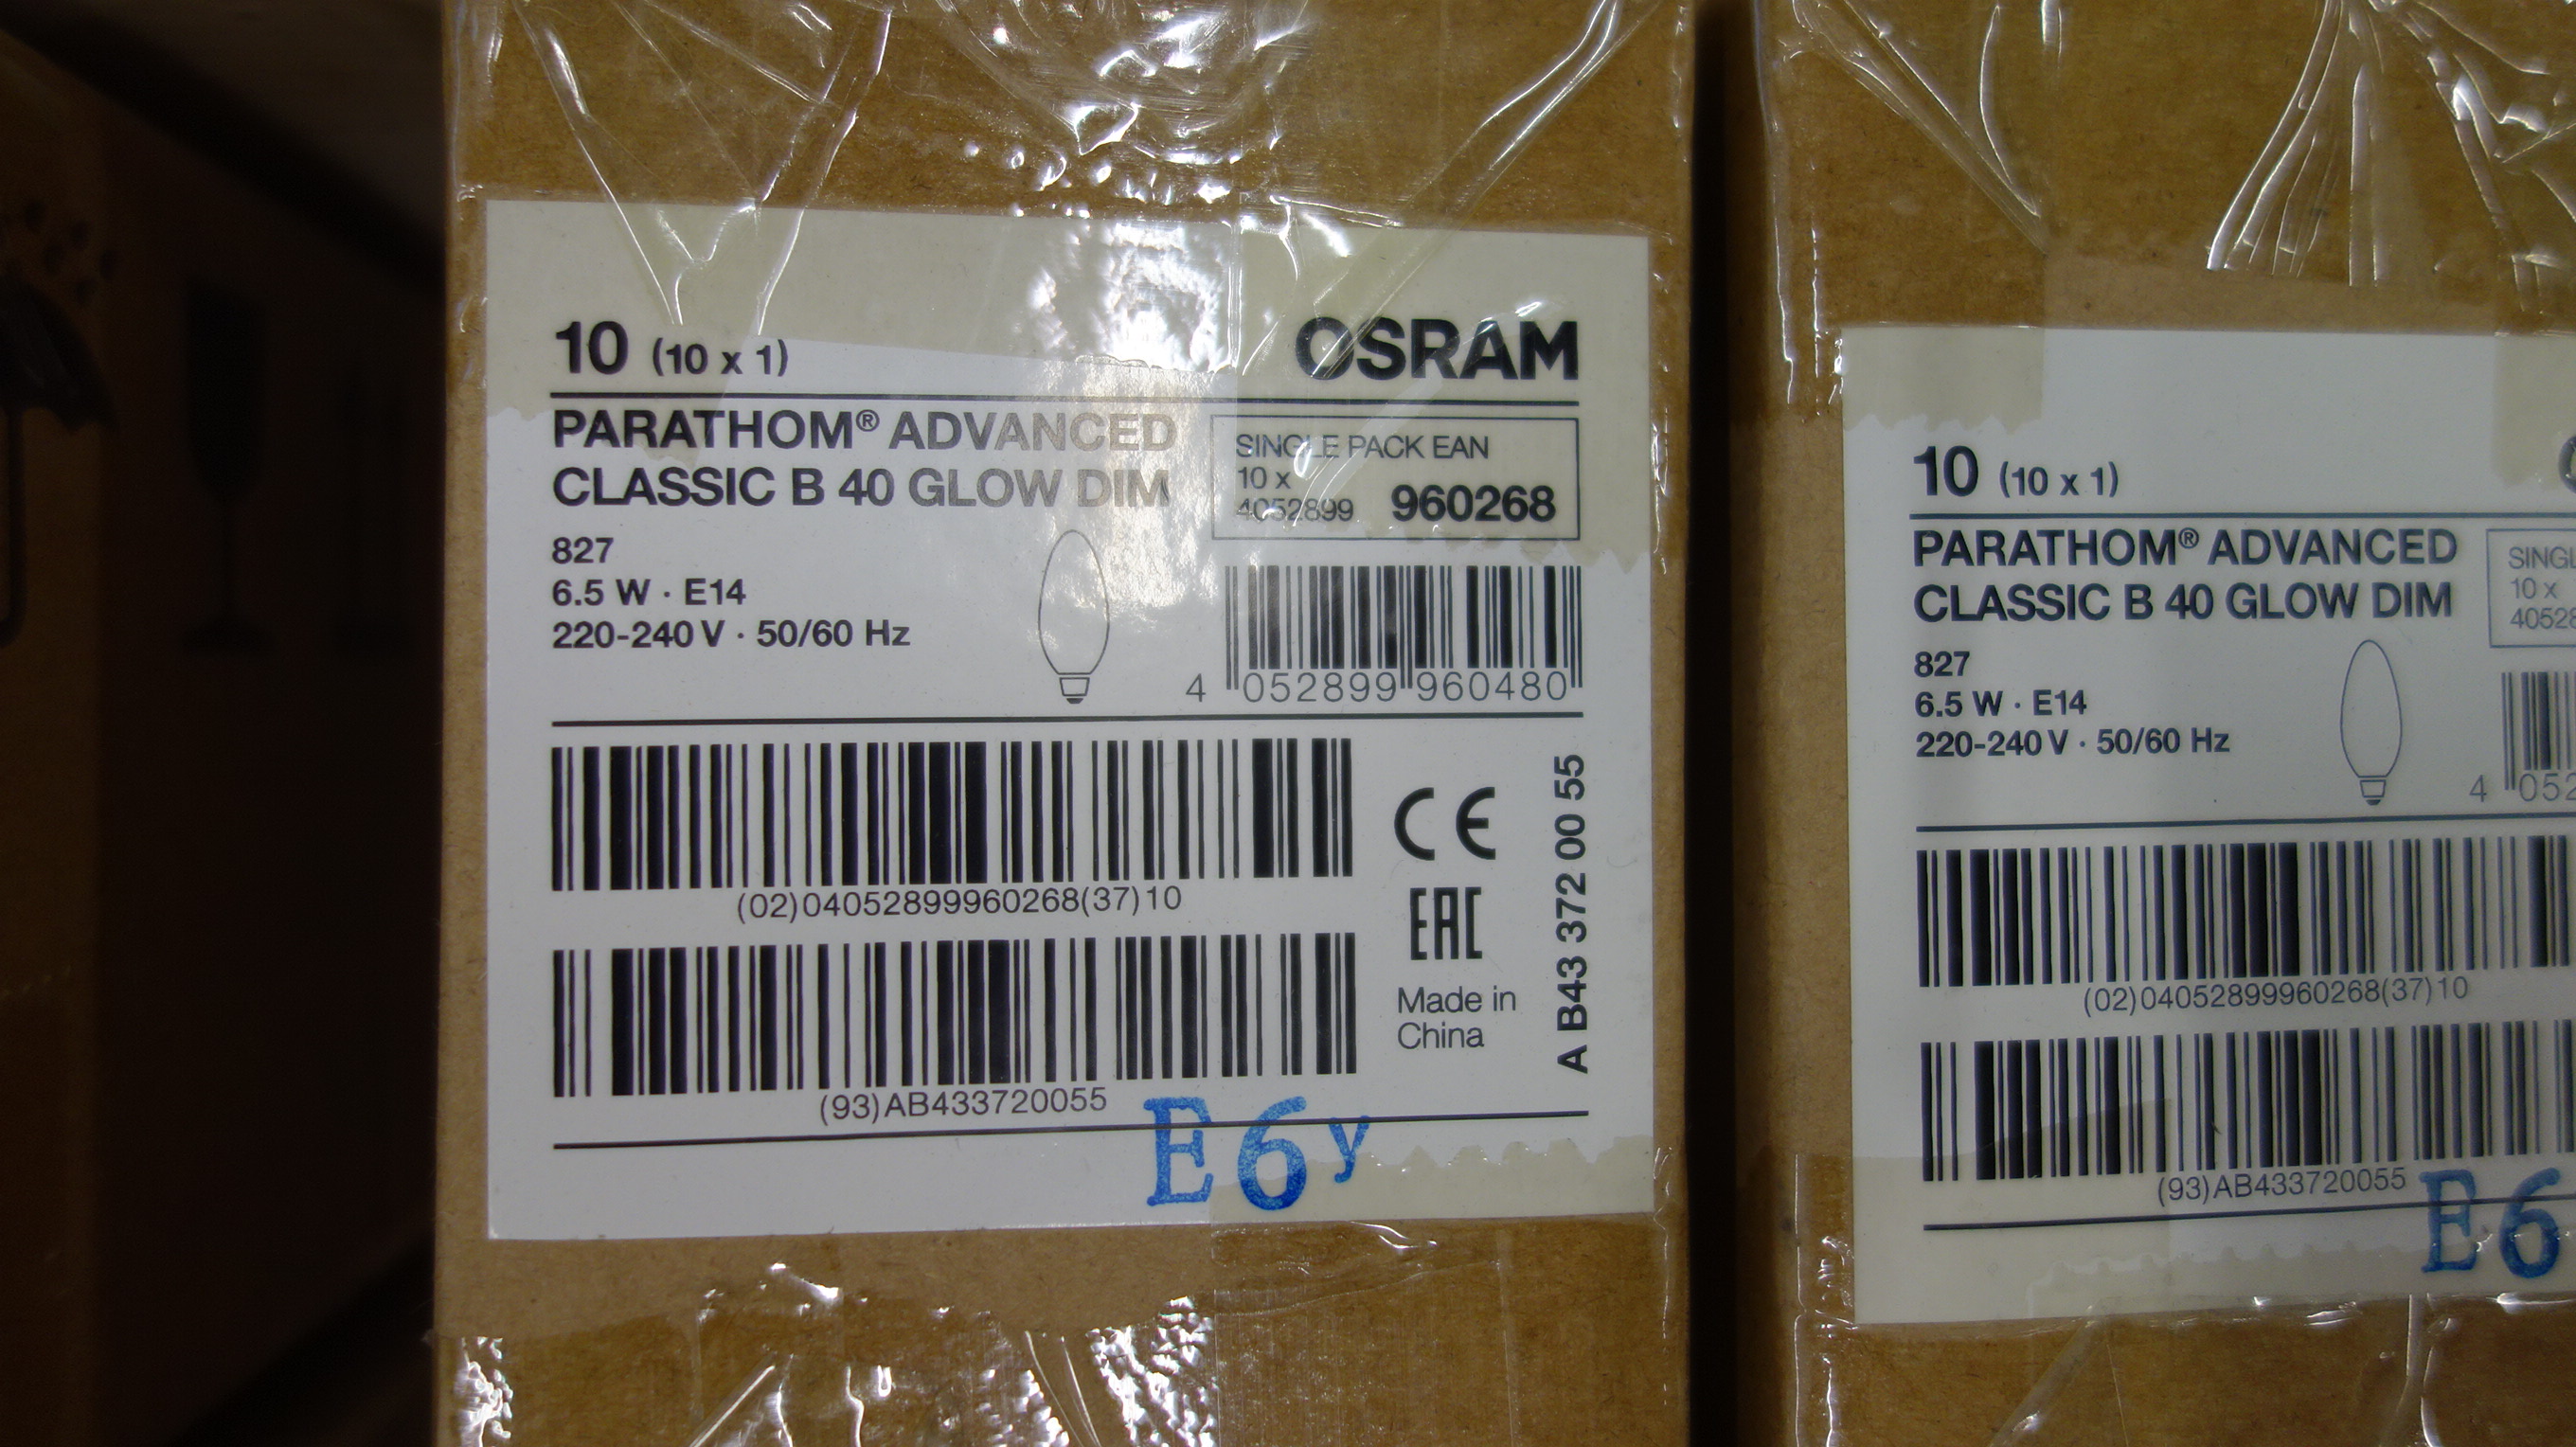 10 (10 x 1)
OSRAM
PARATHOM® ADVANCED
CLASSIC B 40 GLOW DIM
SINGLE PACK EAN
10 x
4052899 960268
827
6.5 W · E14
220-240 V · 50/60 Hz
4 052899 960480
(02)04052899960268(37)10
CE
EAC
Made in
China
A B43 372 00 55
(93)AB433720055
E6y
10 (10 x 1)
PARATHOM® ADVANCED
CLASSIC B 40 GLOW DIM
10 x
827
6.5 W · E14
220-240 V · 50/60 Hz
(02)04052899960268(37)10
(93)AB433720055
E6